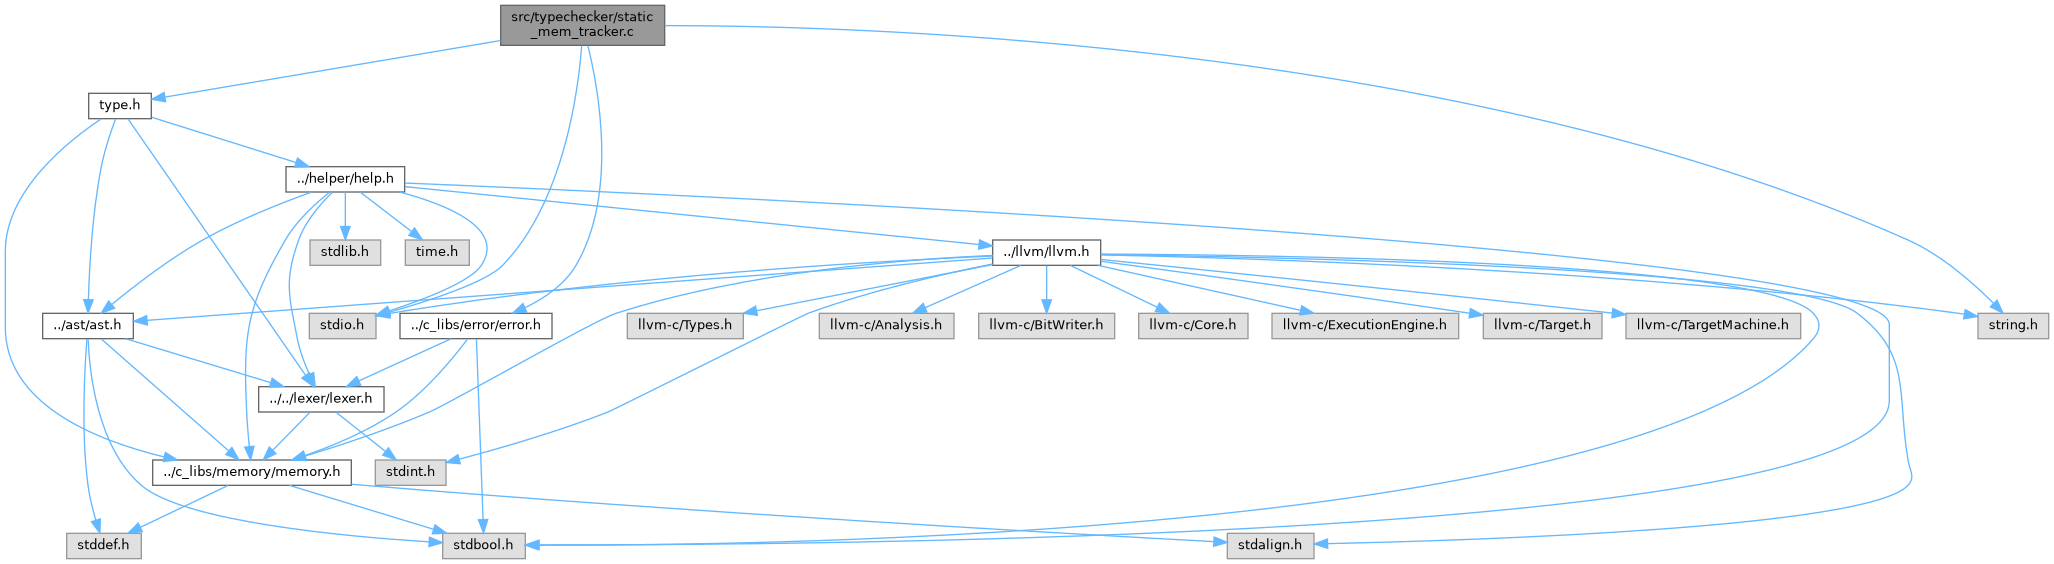 src/typechecker/static
_mem_tracker.c
type.h
../helper/help.h
stdlib.h
time.h
../llvm/llvm.h
../ast/ast.h
stdio.h
../c_libs/error/error.h
llvm-c/Types.h
llvm-c/Analysis.h
llvm-c/BitWriter.h
llvm-c/Core.h
llvm-c/ExecutionEngine.h
llvm-c/Target.h
llvm-c/TargetMachine.h
string.h
../../lexer/lexer.h
../c_libs/memory/memory.h
stdint.h
stddef.h
stdbool.h
stdalign.h